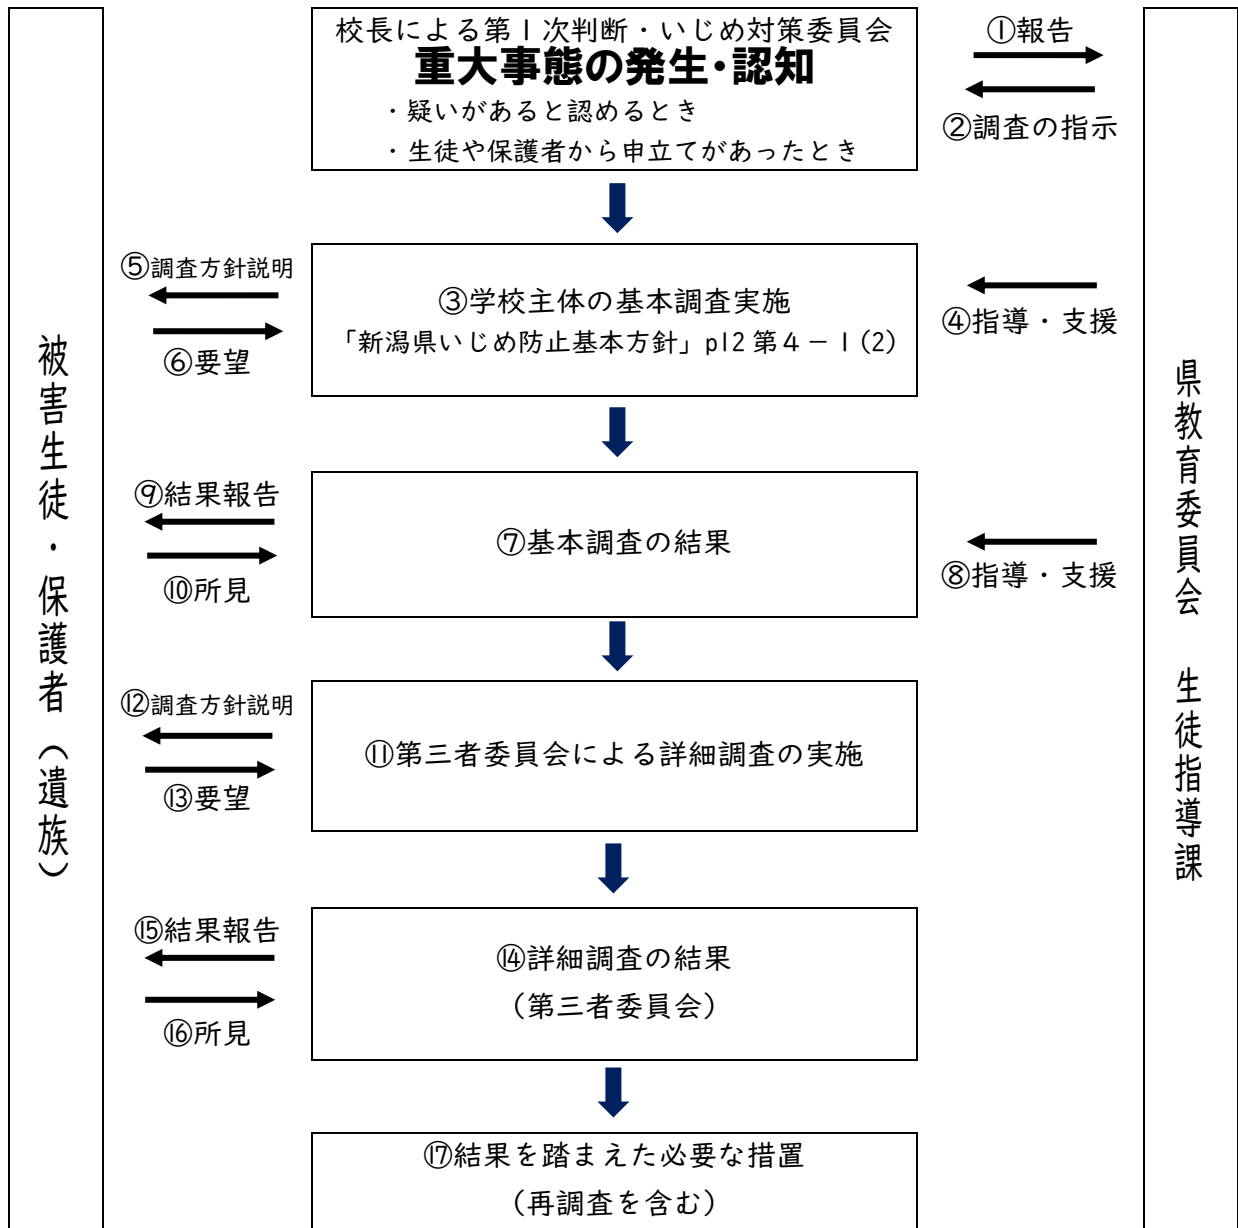 校長による第1次判断・いじめ対策委員会
重大事態の発生・認知
・疑いがあると認めるとき
・生徒や保護者から申立てがあったとき
①報告
②調査の指示
③学校主体の基本調査実施
「新潟県いじめ防止基本方針」p12 第4-1(2)
④指導・支援
⑤調査方針説明
⑥要望
⑦基本調査の結果
⑧指導・支援
⑨結果報告
⑩所見
⑪第三者委員会による詳細調査の実施
⑫調査方針説明
⑬要望
⑭詳細調査の結果
(第三者委員会)
⑮結果報告
⑯所見
⑰結果を踏まえた必要な措置
(再調査を含む)
被害生徒・保護者(遺族)
県教育委員会 生徒指導課